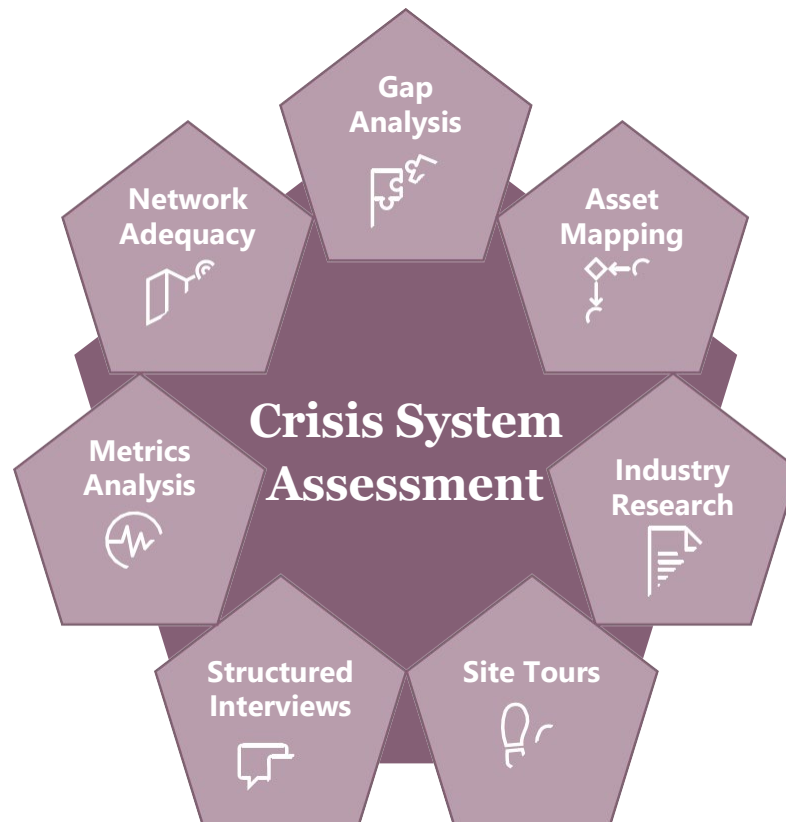 Gap
Analysis
Asset
Mapping
Industry
Research
Site Tours
Structured
Interviews
Metrics
Analysis
Network
Adequacy
Crisis System
Assessment